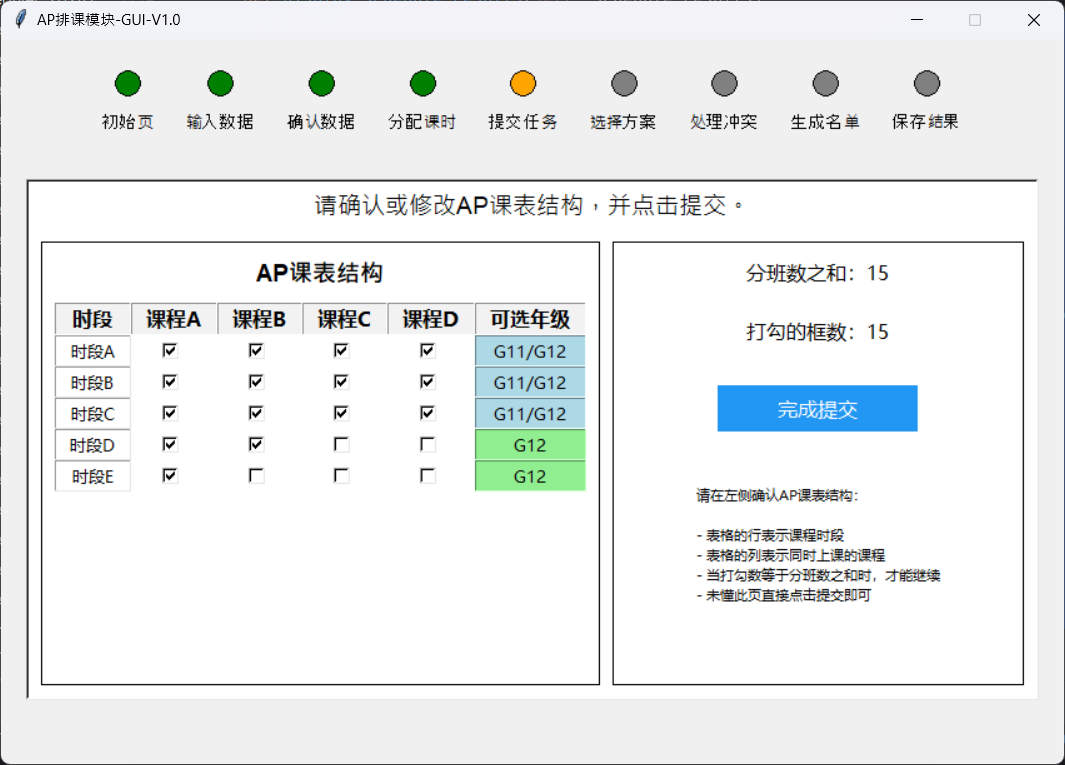 AP排课模块-GUI-V1.0
初始页 输入数据 确认数据 分配课时 提交任务 选择方案 处理冲突 生成名单 保存结果
请确认或修改AP课表结构，并点击提交。
AP课表结构
时段 课程A 课程B 课程C 课程D 可选年级
时段A G11/G12
时段B G11/G12
时段C G11/G12
时段D G12
时段E G12
分班数之和：15
打勾的框数：15
完成提交
请在左侧确认AP课表结构：
- 表格的行表示课程时段
- 表格的列表示同时上课的课程
- 当打勾数等于分班数之和时，才能继续
- 未懂此页直接点击提交即可